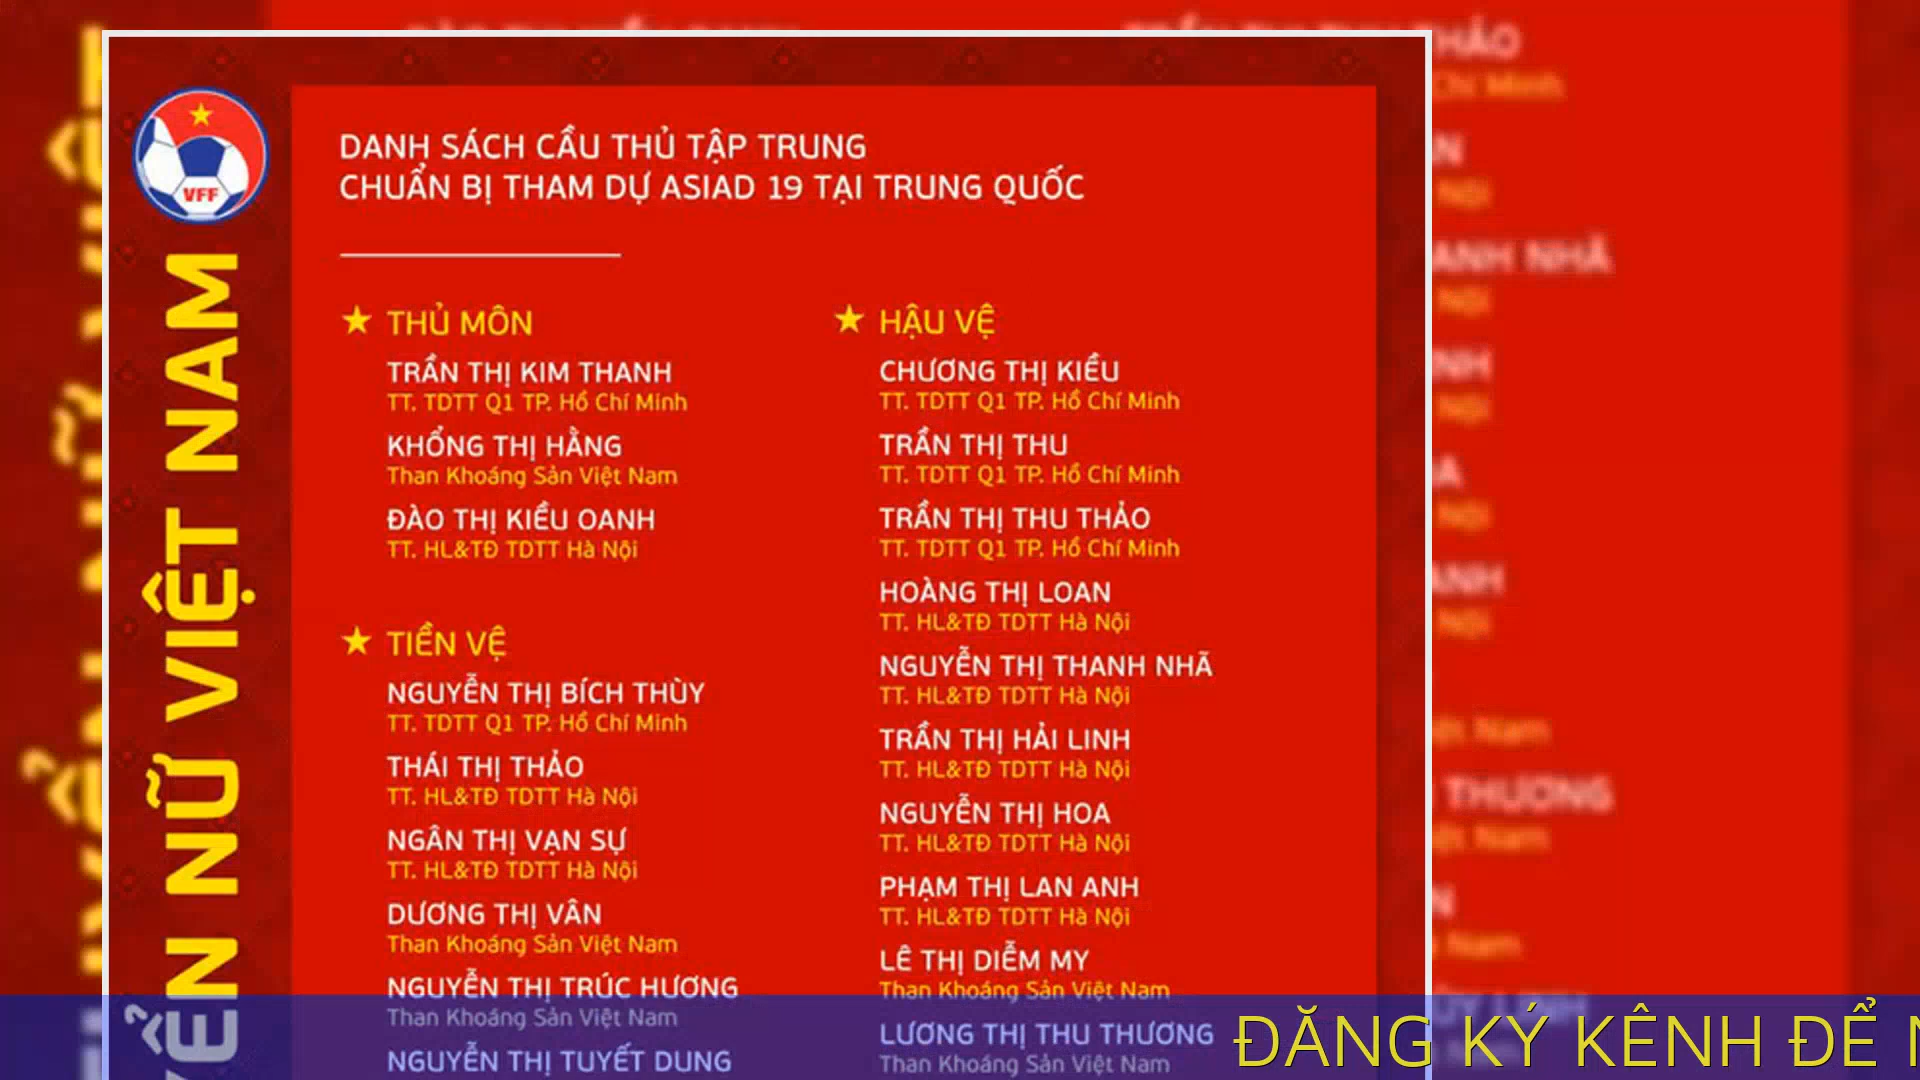 VFF
ỂN NỮ VIỆT NAM
DANH SÁCH CẦU THỦ TẬP TRUNG
CHUẨN BỊ THAM DỰ ASIAD 19 TẠI TRUNG QUỐC
THỦ MÔN
TRẦN THỊ KIM THANH
TT. TDTT Q1 TP. Hồ Chí Minh
KHỔNG THỊ HẰNG
Than Khoáng Sản Việt Nam
ĐÀO THỊ KIỀU OANH
TT. HL&TĐ TDTT Hà Nội
TIỀN VỆ
NGUYỄN THỊ BÍCH THÙY
TT. TDTT Q1 TP. Hồ Chí Minh
THÁI THỊ THẢO
TT. HL&TĐ TDTT Hà Nội
NGÂN THỊ VẠN SỰ
TT. HL&TĐ TDTT Hà Nội
DƯƠNG THỊ VÂN
Than Khoáng Sản Việt Nam
NGUYỄN THỊ TRÚC HƯƠNG
Than Khoáng Sản Việt Nam
NGUYỄN THỊ TUYẾT DUNG
HẬU VỆ
CHƯƠNG THỊ KIỀU
TT. TDTT Q1 TP. Hồ Chí Minh
TRẦN THỊ THU
TT. TDTT Q1 TP. Hồ Chí Minh
TRẦN THỊ THU THẢO
TT. TDTT Q1 TP. Hồ Chí Minh
HOÀNG THỊ LOAN
TT. HL&TĐ TDTT Hà Nội
NGUYỄN THỊ THANH NHÃ
TT. HL&TĐ TDTT Hà Nội
TRẦN THỊ HẢI LINH
TT. HL&TĐ TDTT Hà Nội
NGUYỄN THỊ HOA
TT. HL&TĐ TDTT Hà Nội
PHẠM THỊ LAN ANH
TT. HL&TĐ TDTT Hà Nội
LÊ THỊ DIỄM MY
Than Khoáng Sản Việt Nam
LƯƠNG THỊ THU THƯƠNG
Than Khoáng Sản Việt Nam
ĐĂNG KÝ KÊNH ĐỂ N